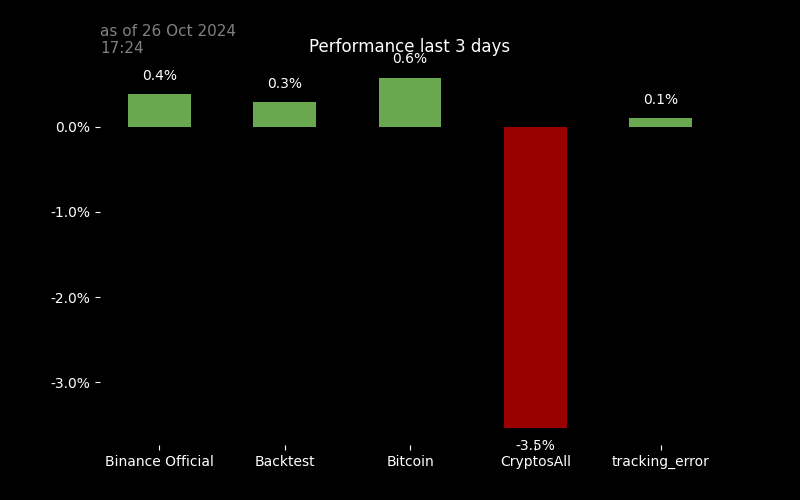 as of 26 Oct 2024
17:24
Performance last 3 days
0.4%
0.3%
0.6%
-3.5%
0.1%
0.0%
-1.0%
-2.0%
-3.0%
Binance Official
Backtest
Bitcoin
CryptosAll
tracking_error